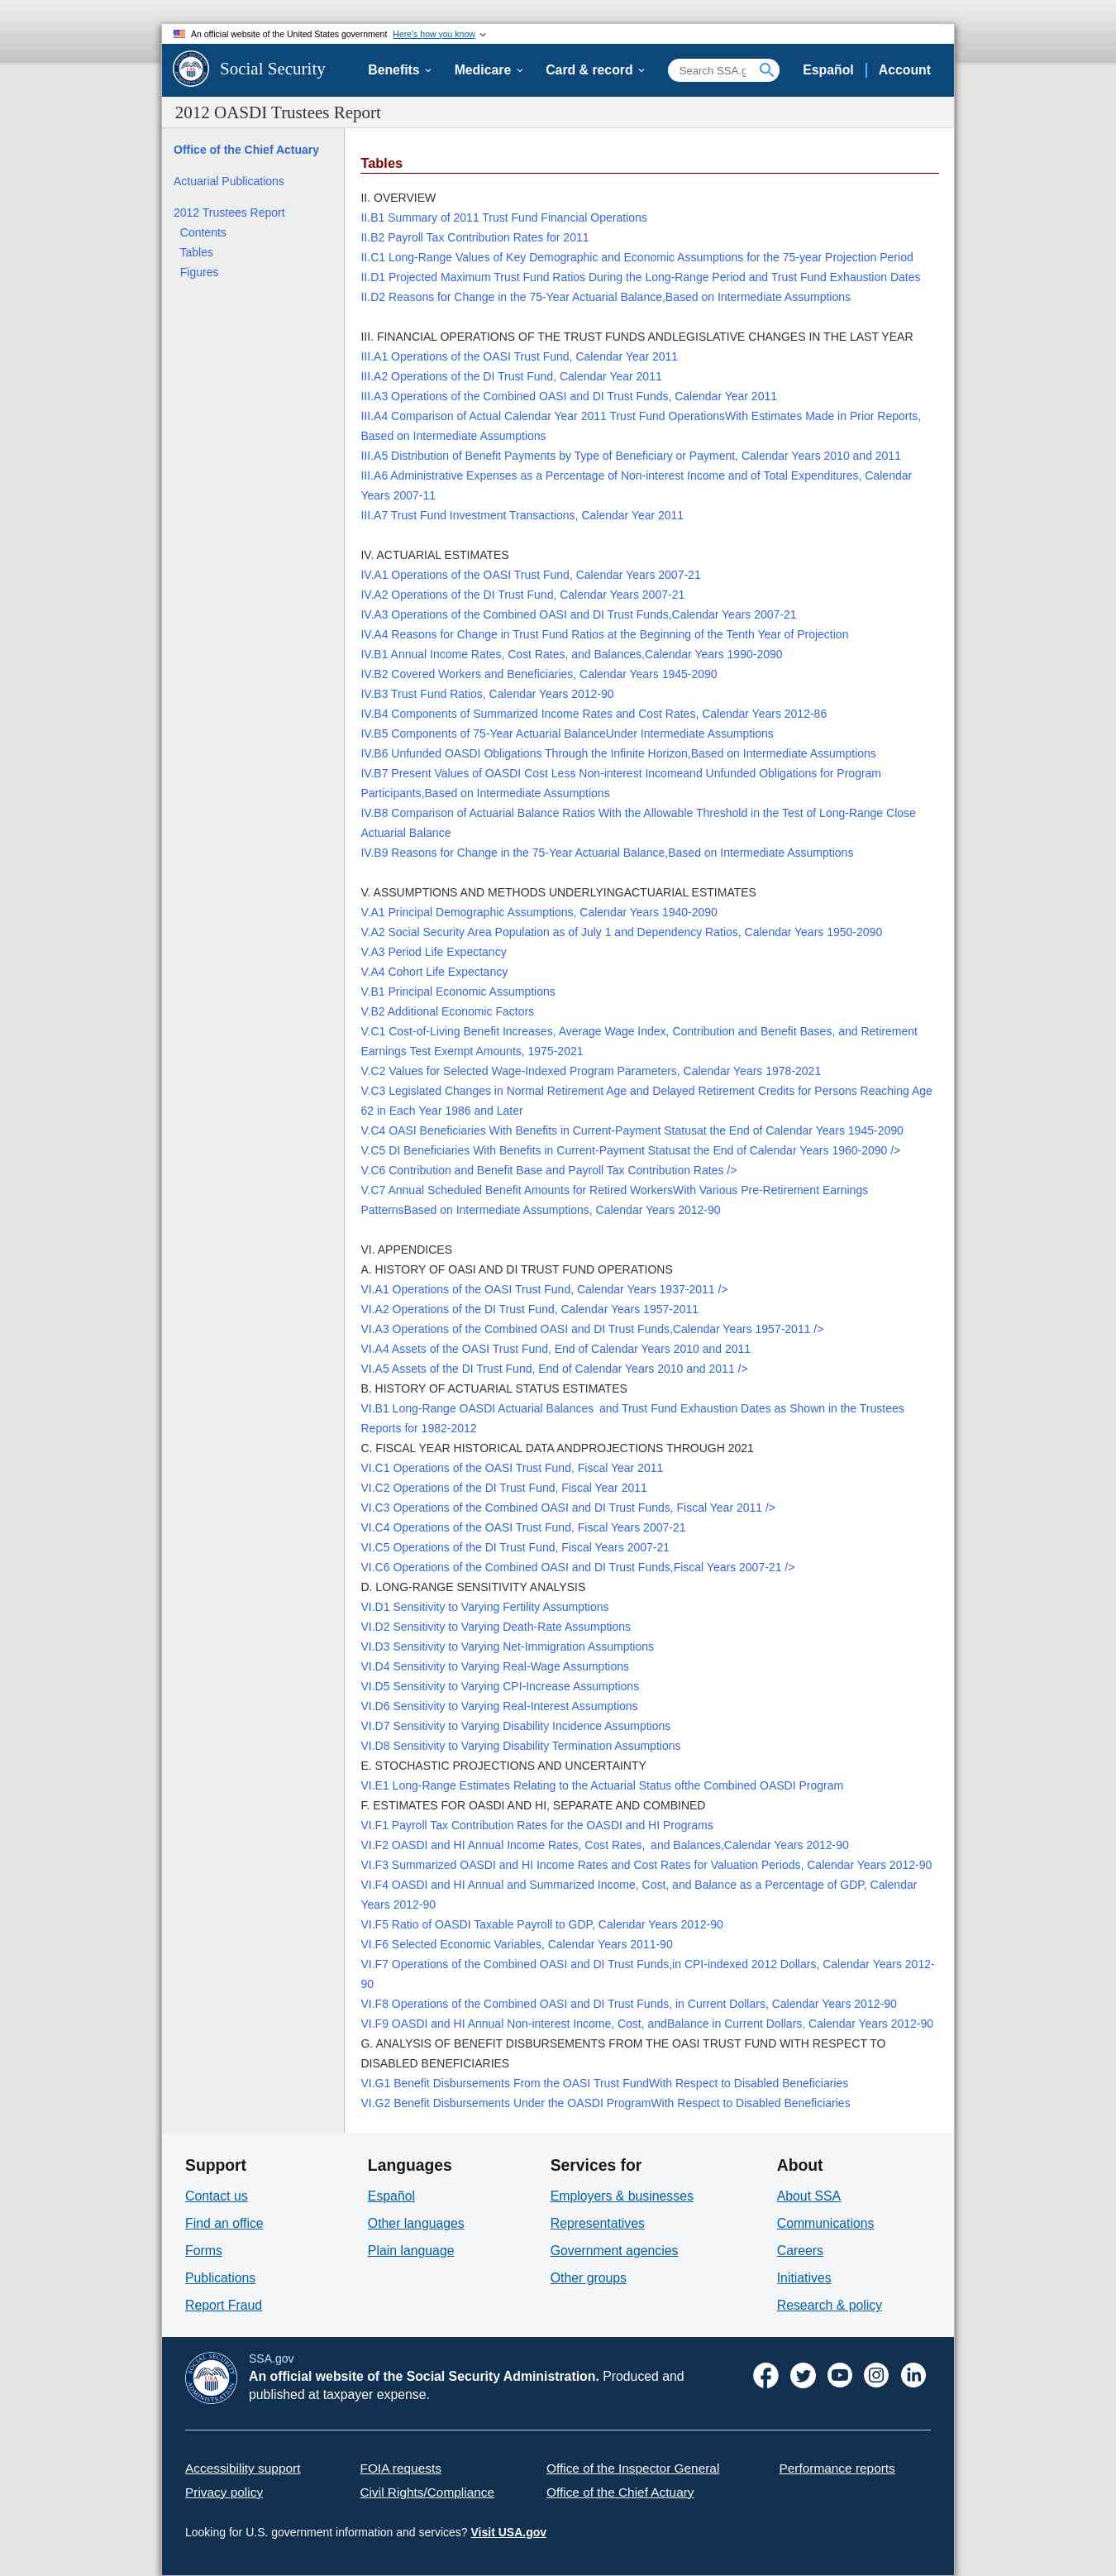 An official website of the United States government Here's how you know
Social Security
Benefits
Medicare
Card & record
Search SSA.g
Español
Account
2012 OASDI Trustees Report
Office of the Chief Actuary
Actuarial Publications
2012 Trustees Report
Contents
Tables
Figures
Tables
II. OVERVIEW
II.B1 Summary of 2011 Trust Fund Financial Operations
II.B2 Payroll Tax Contribution Rates for 2011
II.C1 Long-Range Values of Key Demographic and Economic Assumptions for the 75-year Projection Period
II.D1 Projected Maximum Trust Fund Ratios During the Long-Range Period and Trust Fund Exhaustion Dates
II.D2 Reasons for Change in the 75-Year Actuarial Balance,Based on Intermediate Assumptions
III. FINANCIAL OPERATIONS OF THE TRUST FUNDS ANDLEGISLATIVE CHANGES IN THE LAST YEAR
III.A1 Operations of the OASI Trust Fund, Calendar Year 2011
III.A2 Operations of the DI Trust Fund, Calendar Year 2011
III.A3 Operations of the Combined OASI and DI Trust Funds, Calendar Year 2011
III.A4 Comparison of Actual Calendar Year 2011 Trust Fund OperationsWith Estimates Made in Prior Reports,
Based on Intermediate Assumptions
III.A5 Distribution of Benefit Payments by Type of Beneficiary or Payment, Calendar Years 2010 and 2011
III.A6 Administrative Expenses as a Percentage of Non-interest Income and of Total Expenditures, Calendar
Years 2007-11
III.A7 Trust Fund Investment Transactions, Calendar Year 2011
IV. ACTUARIAL ESTIMATES
IV.A1 Operations of the OASI Trust Fund, Calendar Years 2007-21
IV.A2 Operations of the DI Trust Fund, Calendar Years 2007-21
IV.A3 Operations of the Combined OASI and DI Trust Funds,Calendar Years 2007-21
IV.A4 Reasons for Change in Trust Fund Ratios at the Beginning of the Tenth Year of Projection
IV.B1 Annual Income Rates, Cost Rates, and Balances,Calendar Years 1990-2090
IV.B2 Covered Workers and Beneficiaries, Calendar Years 1945-2090
IV.B3 Trust Fund Ratios, Calendar Years 2012-90
IV.B4 Components of Summarized Income Rates and Cost Rates, Calendar Years 2012-86
IV.B5 Components of 75-Year Actuarial BalanceUnder Intermediate Assumptions
IV.B6 Unfunded OASDI Obligations Through the Infinite Horizon,Based on Intermediate Assumptions
IV.B7 Present Values of OASDI Cost Less Non-interest Incomeand Unfunded Obligations for Program
Participants,Based on Intermediate Assumptions
IV.B8 Comparison of Actuarial Balance Ratios With the Allowable Threshold in the Test of Long-Range Close
Actuarial Balance
IV.B9 Reasons for Change in the 75-Year Actuarial Balance,Based on Intermediate Assumptions
V. ASSUMPTIONS AND METHODS UNDERLYINGACTUARIAL ESTIMATES
V.A1 Principal Demographic Assumptions, Calendar Years 1940-2090
V.A2 Social Security Area Population as of July 1 and Dependency Ratios, Calendar Years 1950-2090
V.A3 Period Life Expectancy
V.A4 Cohort Life Expectancy
V.B1 Principal Economic Assumptions
V.B2 Additional Economic Factors
V.C1 Cost-of-Living Benefit Increases, Average Wage Index, Contribution and Benefit Bases, and Retirement
Earnings Test Exempt Amounts, 1975-2021
V.C2 Values for Selected Wage-Indexed Program Parameters, Calendar Years 1978-2021
V.C3 Legislated Changes in Normal Retirement Age and Delayed Retirement Credits for Persons Reaching Age
62 in Each Year 1986 and Later
V.C4 OASI Beneficiaries With Benefits in Current-Payment Statusat the End of Calendar Years 1945-2090
V.C5 DI Beneficiaries With Benefits in Current-Payment Statusat the End of Calendar Years 1960-2090 />
V.C6 Contribution and Benefit Base and Payroll Tax Contribution Rates />
V.C7 Annual Scheduled Benefit Amounts for Retired WorkersWith Various Pre-Retirement Earnings
PatternsBased on Intermediate Assumptions, Calendar Years 2012-90
VI. APPENDICES
A. HISTORY OF OASI AND DI TRUST FUND OPERATIONS
VI.A1 Operations of the OASI Trust Fund, Calendar Years 1937-2011 />
VI.A2 Operations of the DI Trust Fund, Calendar Years 1957-2011
VI.A3 Operations of the Combined OASI and DI Trust Funds,Calendar Years 1957-2011 />
VI.A4 Assets of the OASI Trust Fund, End of Calendar Years 2010 and 2011
VI.A5 Assets of the DI Trust Fund, End of Calendar Years 2010 and 2011 />
B. HISTORY OF ACTUARIAL STATUS ESTIMATES
VI.B1 Long-Range OASDI Actuarial Balances and Trust Fund Exhaustion Dates as Shown in the Trustees
Reports for 1982-2012
C. FISCAL YEAR HISTORICAL DATA ANDPROJECTIONS THROUGH 2021
VI.C1 Operations of the OASI Trust Fund, Fiscal Year 2011
VI.C2 Operations of the DI Trust Fund, Fiscal Year 2011
VI.C3 Operations of the Combined OASI and DI Trust Funds, Fiscal Year 2011 />
VI.C4 Operations of the OASI Trust Fund, Fiscal Years 2007-21
VI.C5 Operations of the DI Trust Fund, Fiscal Years 2007-21
VI.C6 Operations of the Combined OASI and DI Trust Funds,Fiscal Years 2007-21 />
D. LONG-RANGE SENSITIVITY ANALYSIS
VI.D1 Sensitivity to Varying Fertility Assumptions
VI.D2 Sensitivity to Varying Death-Rate Assumptions
VI.D3 Sensitivity to Varying Net-Immigration Assumptions
VI.D4 Sensitivity to Varying Real-Wage Assumptions
VI.D5 Sensitivity to Varying CPI-Increase Assumptions
VI.D6 Sensitivity to Varying Real-Interest Assumptions
VI.D7 Sensitivity to Varying Disability Incidence Assumptions
VI.D8 Sensitivity to Varying Disability Termination Assumptions
E. STOCHASTIC PROJECTIONS AND UNCERTAINTY
VI.E1 Long-Range Estimates Relating to the Actuarial Status ofthe Combined OASDI Program
F. ESTIMATES FOR OASDI AND HI, SEPARATE AND COMBINED
VI.F1 Payroll Tax Contribution Rates for the OASDI and HI Programs
VI.F2 OASDI and HI Annual Income Rates, Cost Rates, and Balances,Calendar Years 2012-90
VI.F3 Summarized OASDI and HI Income Rates and Cost Rates for Valuation Periods, Calendar Years 2012-90
VI.F4 OASDI and HI Annual and Summarized Income, Cost, and Balance as a Percentage of GDP, Calendar
Years 2012-90
VI.F5 Ratio of OASDI Taxable Payroll to GDP, Calendar Years 2012-90
VI.F6 Selected Economic Variables, Calendar Years 2011-90
VI.F7 Operations of the Combined OASI and DI Trust Funds,in CPI-indexed 2012 Dollars, Calendar Years 2012-
90
VI.F8 Operations of the Combined OASI and DI Trust Funds, in Current Dollars, Calendar Years 2012-90
VI.F9 OASDI and HI Annual Non-interest Income, Cost, andBalance in Current Dollars, Calendar Years 2012-90
G. ANALYSIS OF BENEFIT DISBURSEMENTS FROM THE OASI TRUST FUND WITH RESPECT TO
DISABLED BENEFICIARIES
VI.G1 Benefit Disbursements From the OASI Trust FundWith Respect to Disabled Beneficiaries
VI.G2 Benefit Disbursements Under the OASDI ProgramWith Respect to Disabled Beneficiaries
Support
Contact us
Find an office
Forms
Publications
Report Fraud
Languages
Español
Other languages
Plain language
Services for
Employers & businesses
Representatives
Government agencies
Other groups
About
About SSA
Communications
Careers
Initiatives
Research & policy
SOCIAL SECURITY
USA
ADMINISTRATION
SSA.gov
An official website of the Social Security Administration. Produced and
published at taxpayer expense.
Accessibility support
FOIA requests
Office of the Inspector General
Performance reports
Privacy policy
Civil Rights/Compliance
Office of the Chief Actuary
Looking for U.S. government information and services? Visit USA.gov